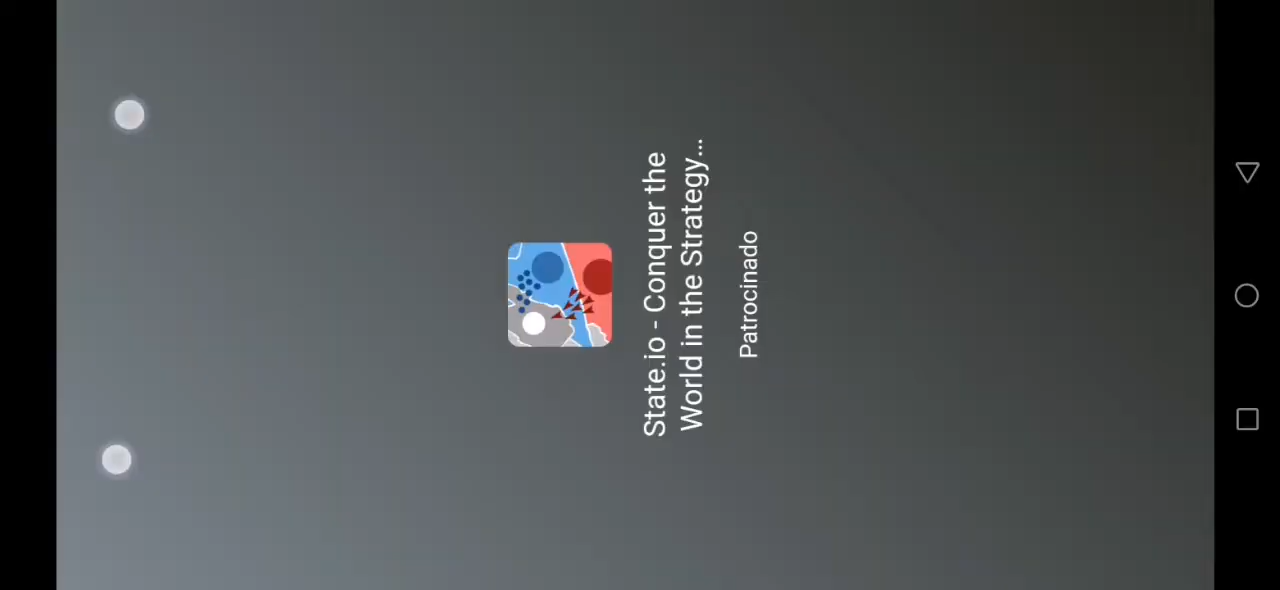 State.io - Conquer the
World in the Strategy...
Patrocinado